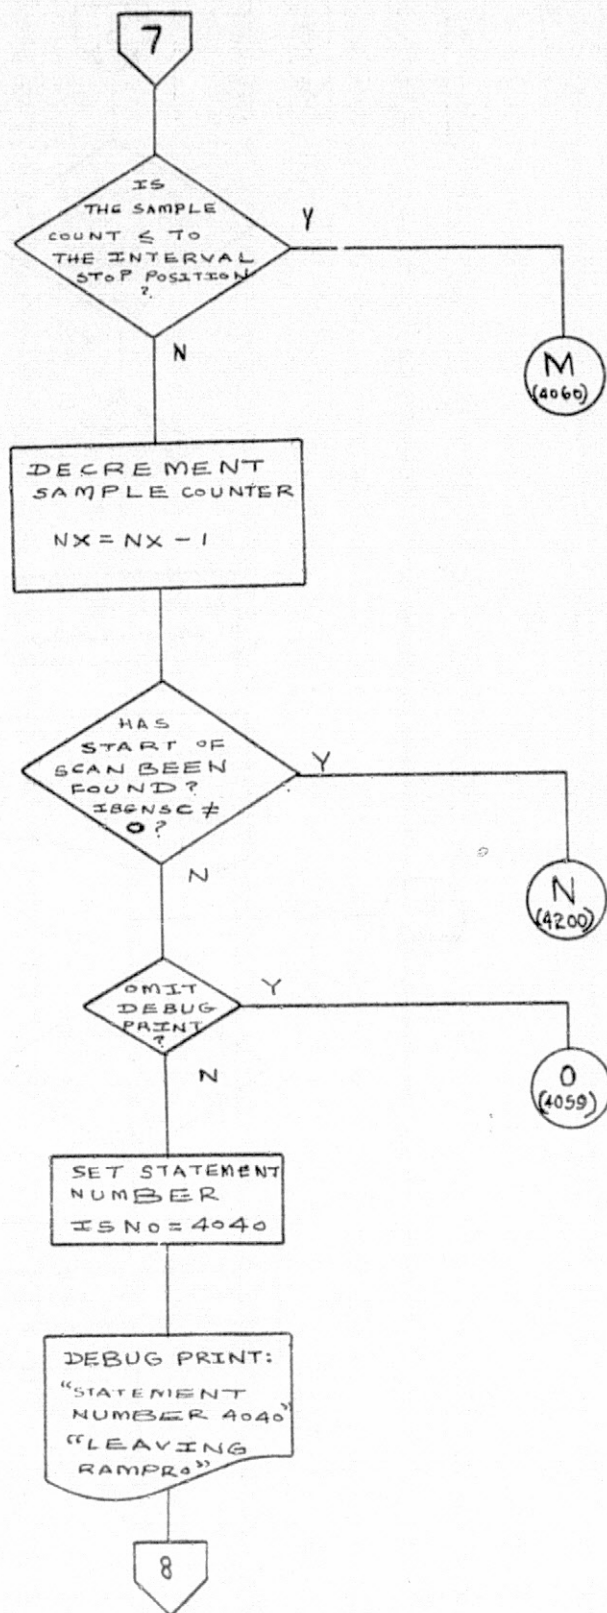 7
IS
THE SAMPLE
COUNT ≤ TO
THE INTERVAL
STOP POSITION
?
Y
N
M
(4060)
DECREMENT
SAMPLE COUNTER
NX = NX - 1
HAS
START OF
SCAN BEEN
FOUND?
IBGNSC ≠
0?
Y
N
N
(4200)
OMIT
DEBUG
PRINT
?
Y
N
O
(4059)
SET STATEMENT
NUMBER
ISNO = 4040
DEBUG PRINT:
"STATEMENT
NUMBER 4040"
"LEAVING
RAMPRO"
8